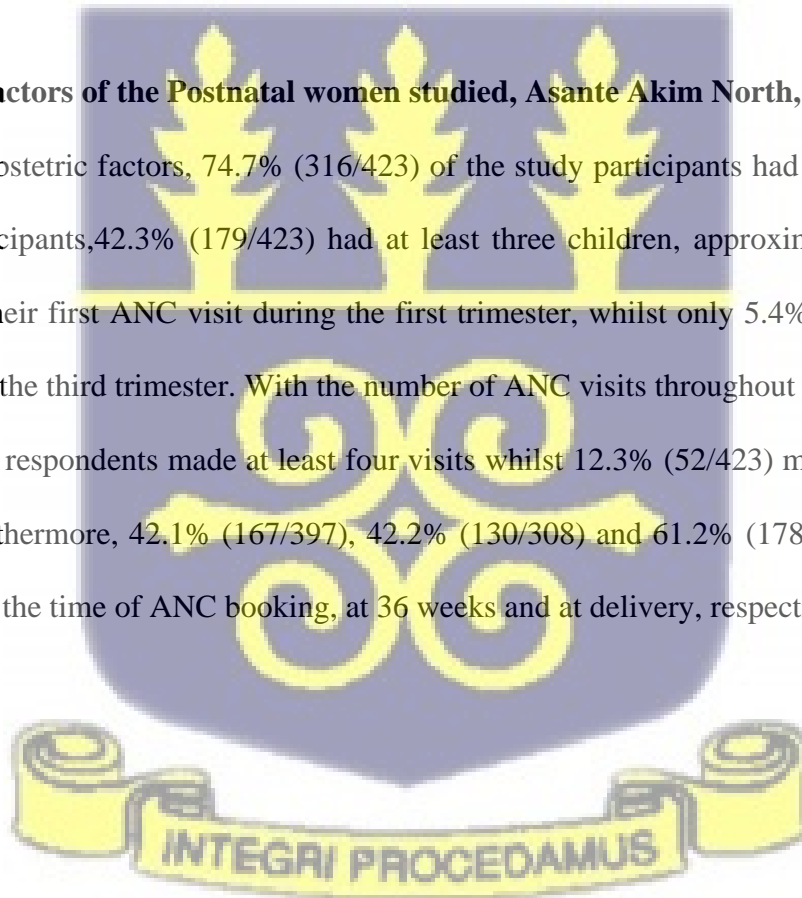 actors of the Postnatal women studied, Asante Akim North,
ostetric factors, 74.7% (316/423) of the study participants had
cipants,42.3% (179/423) had at least three children, approxim
eir first ANC visit during the first trimester, whilst only 5.4%
the third trimester. With the number of ANC visits throughout
respondents made at least four visits whilst 12.3% (52/423) m
thermore, 42.1% (167/397), 42.2% (130/308) and 61.2% (178
the time of ANC booking, at 36 weeks and at delivery, respect
INTEGRI PROCEDAMUS